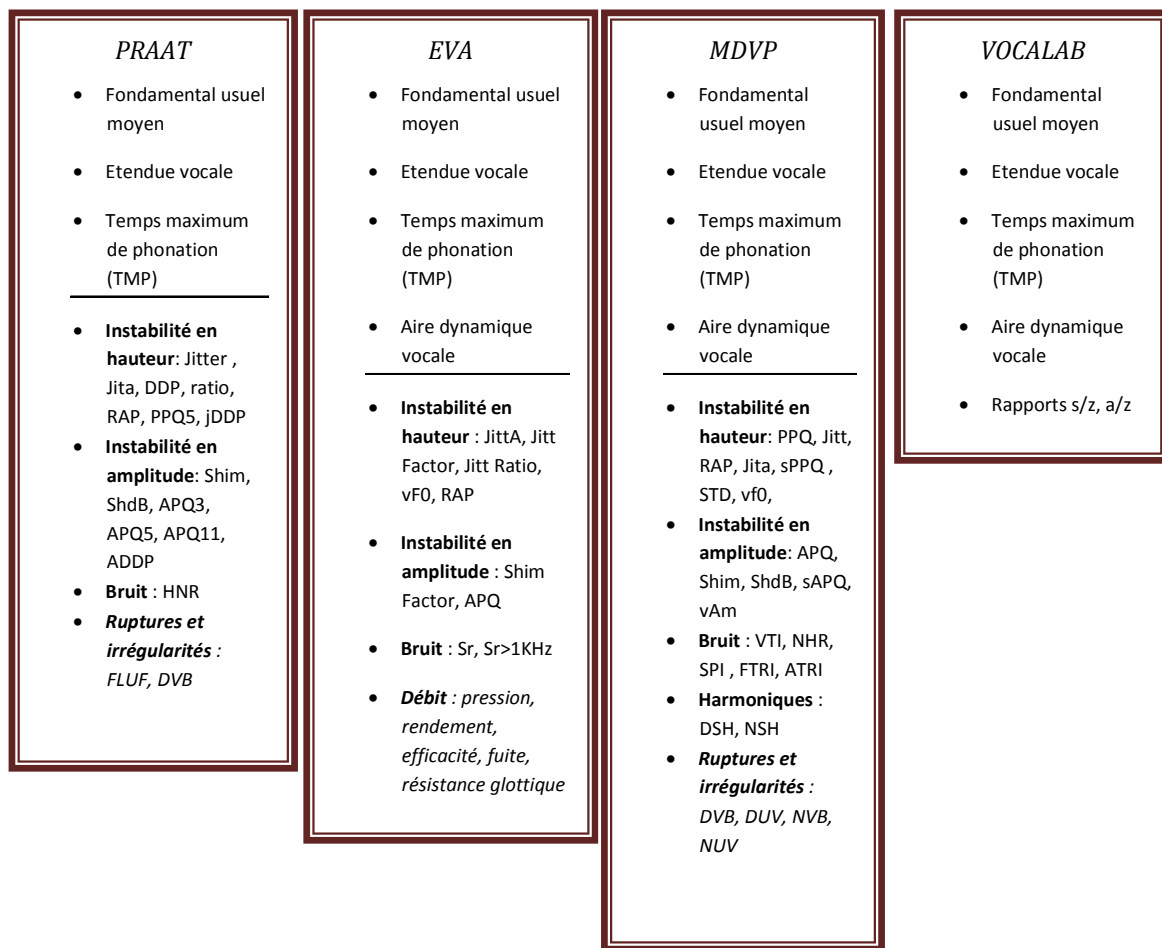 PRAAT
• Fondamental usuel
moyen
• Etendue vocale
• Temps maximum
de phonation
(TMP)
• Instabilité en
hauteur: Jitter ,
Jita, DDP, ratio,
RAP, PPQ5, jDDP
• Instabilité en
amplitude: Shim,
ShdB, APQ3,
APQ5, APQ11,
ADDP
• Bruit : HNR
• Ruptures et
irrégularités :
FLUF, DVB
EVA
• Fondamental usuel
moyen
• Etendue vocale
• Temps maximum
de phonation
(TMP)
• Aire dynamique
vocale
• Instabilité en
hauteur : JittA, Jitt
Factor, Jitt Ratio,
vF0, RAP
• Instabilité en
amplitude : Shim
Factor, APQ
• Bruit : Sr, Sr>1KHz
• Débit : pression,
rendement,
efficacité, fuite,
résistance glottique
MDVP
• Fondamental
usuel moyen
• Etendue vocale
• Temps maximum
de phonation
(TMP)
• Aire dynamique
vocale
• Instabilité en
hauteur: PPQ, Jitt,
RAP, Jita, sPPQ ,
STD, vf0,
• Instabilité en
amplitude: APQ,
Shim, ShdB, sAPQ,
vAm
• Bruit : VTI, NHR,
SPI , FTRI, ATRI
• Harmoniques :
DSH, NSH
• Ruptures et
irrégularités :
DVB, DUV, NVB,
NUV
VOCALAB
• Fondamental
usuel moyen
• Etendue vocale
• Temps maximum
de phonation
(TMP)
• Aire dynamique
vocale
• Rapports s/z, a/z